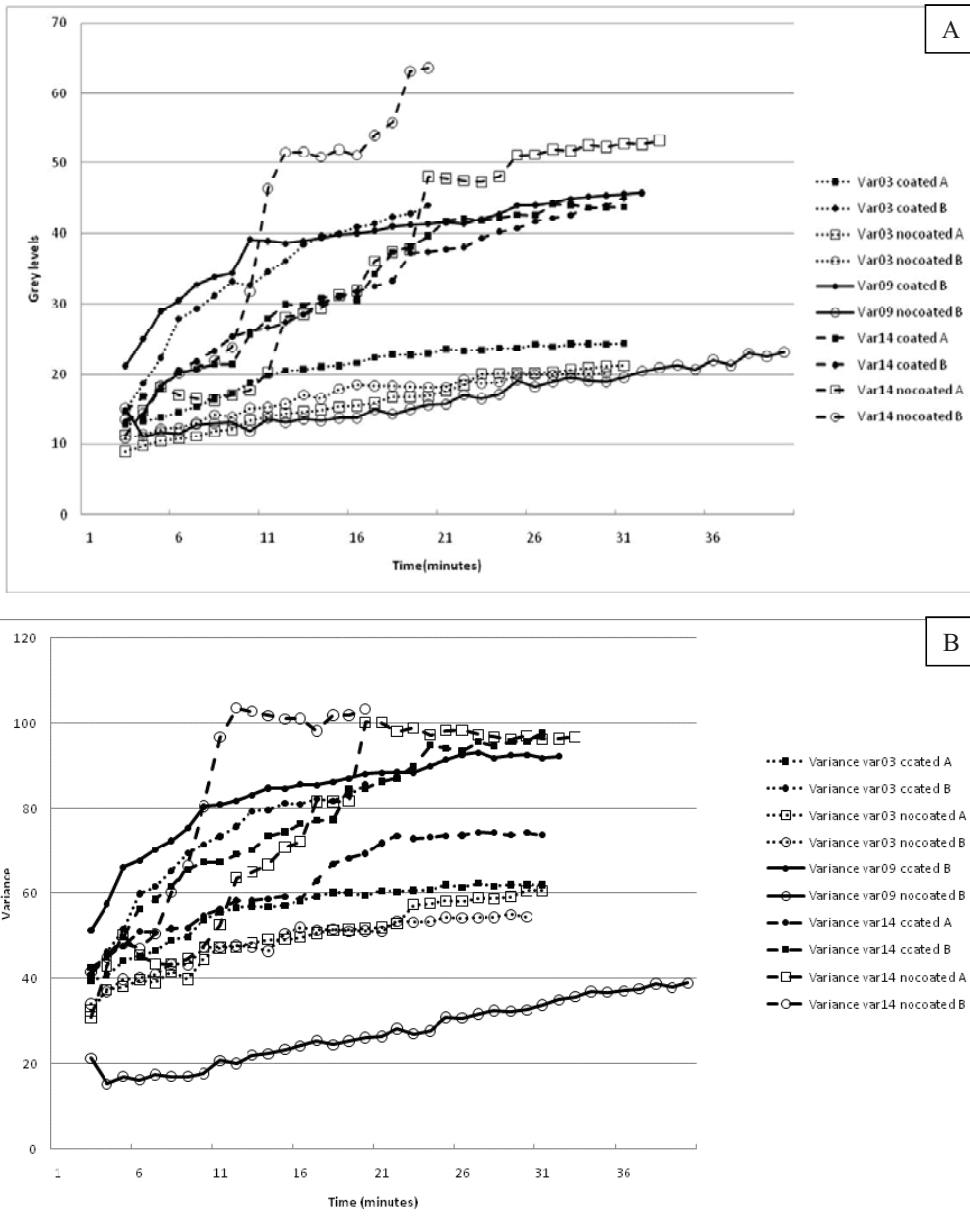 A
70
60
50
40
30
20
10
0
Grey levels
1 6 11 16 21 26 31 36
Time(minutes)
Var03 coated A
Var03 coated B
Var03 nocoated A
Var03 nocoated B
Var09 coated B
Var09 nocoated B
Var14 coated A
Var14 coated B
Var14 nocoated A
Var14 nocoated B
B
120
100
80
60
40
20
0
Variance
1 6 11 16 21 26 31 36
Time (minutes)
Variance var03 ccated A
Variance var03 ccated B
Variance var03 nocoated A
Variance var03 nocoated B
Variance var09 ccated B
Variance var09 nocoated B
Variance var14 ccated A
Variance var14 ccated B
Variance var14 nocoated A
Variance var14 nocoated B